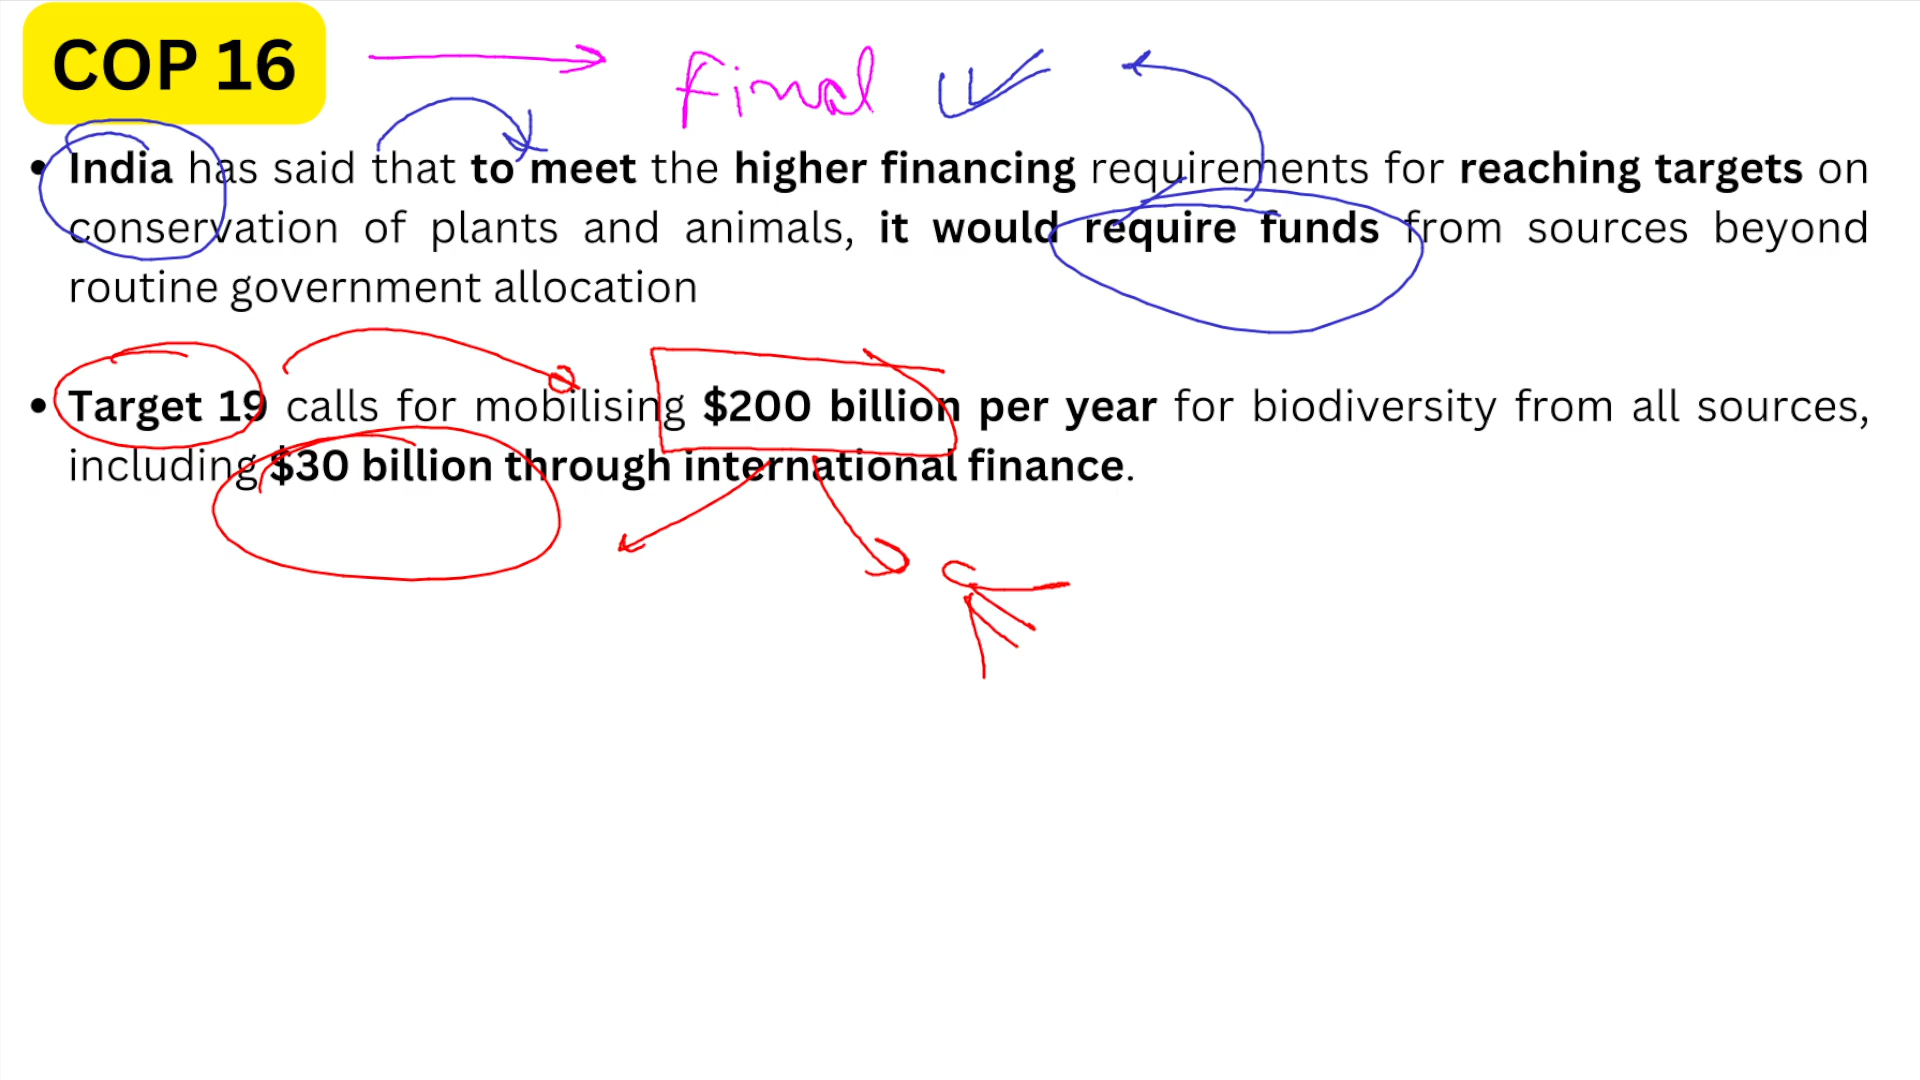 COP 16
Final
• India has said that to meet the higher financing requirements for reaching targets on
conservation of plants and animals, it would require funds from sources beyond
routine government allocation
• Target 19 calls for mobilising $200 billion per year for biodiversity from all sources,
including $30 billion through international finance.